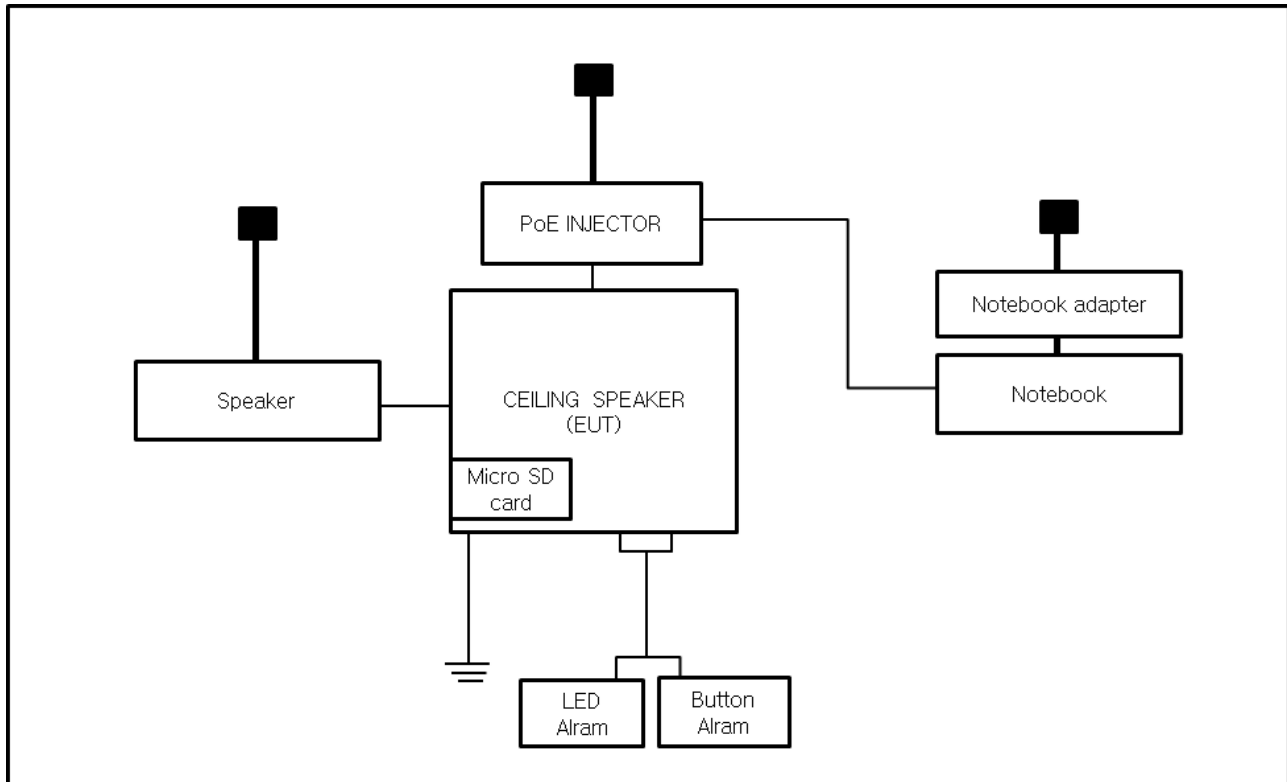 PoE INJECTOR
Notebook adapter
Notebook
Speaker
CEILING SPEAKER
(EUT)
Micro SD
card
LED
Alram
Button
Alram